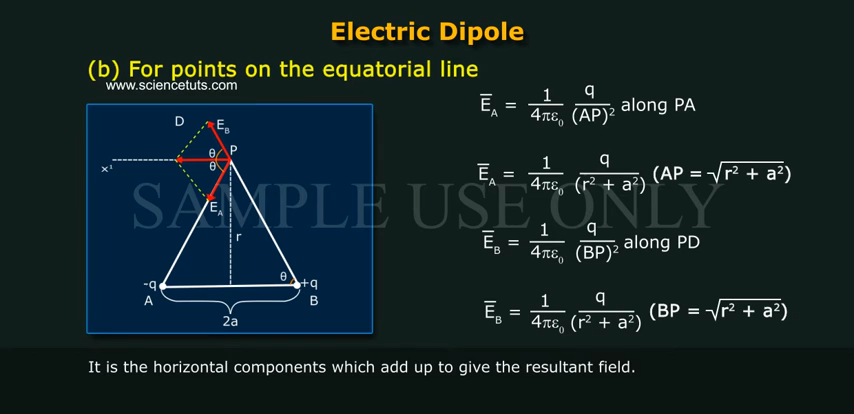 Electric Dipole
(b) For points on the equatorial line
www.sciencetuts.com
D
E_B
P
θ
θ
x¹
E_A
r
-q
θ
+q
A
B
2a
E̅_A = 1/4πε₀ q/(AP)² along PA
E̅_A = 1/4πε₀ q/(r² + a²) (AP = √r² + a²)
E̅_B = 1/4πε₀ q/(BP)² along PD
E̅_B = 1/4πε₀ q/(r² + a²) (BP = √r² + a²)
SAMPLE USE ONLY
It is the horizontal components which add up to give the resultant field.